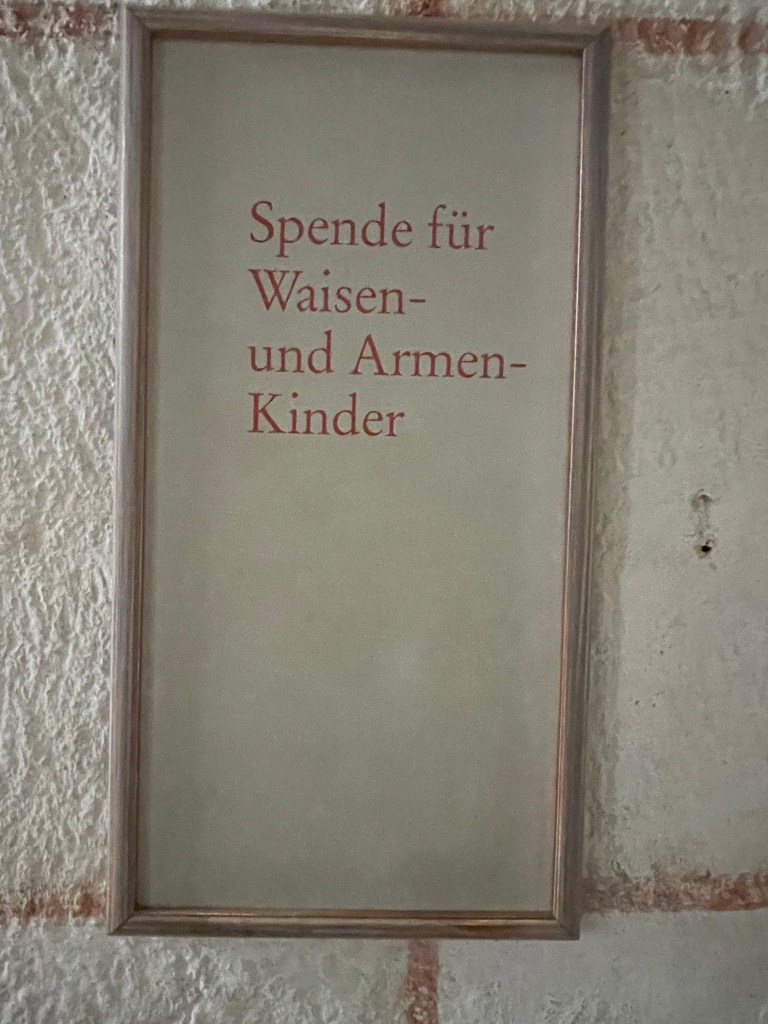 Spende für
Waisen-
und Armen-
Kinder